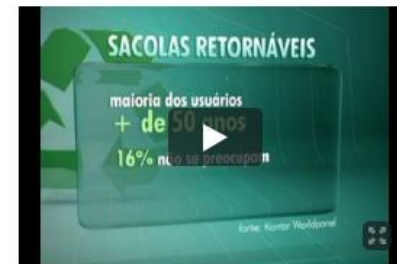 SACOLAS RETORNÁVEIS
maioria dos usuários
+ de 50 anos
16% não se preocupam
fonte: Kantar Worldpanel